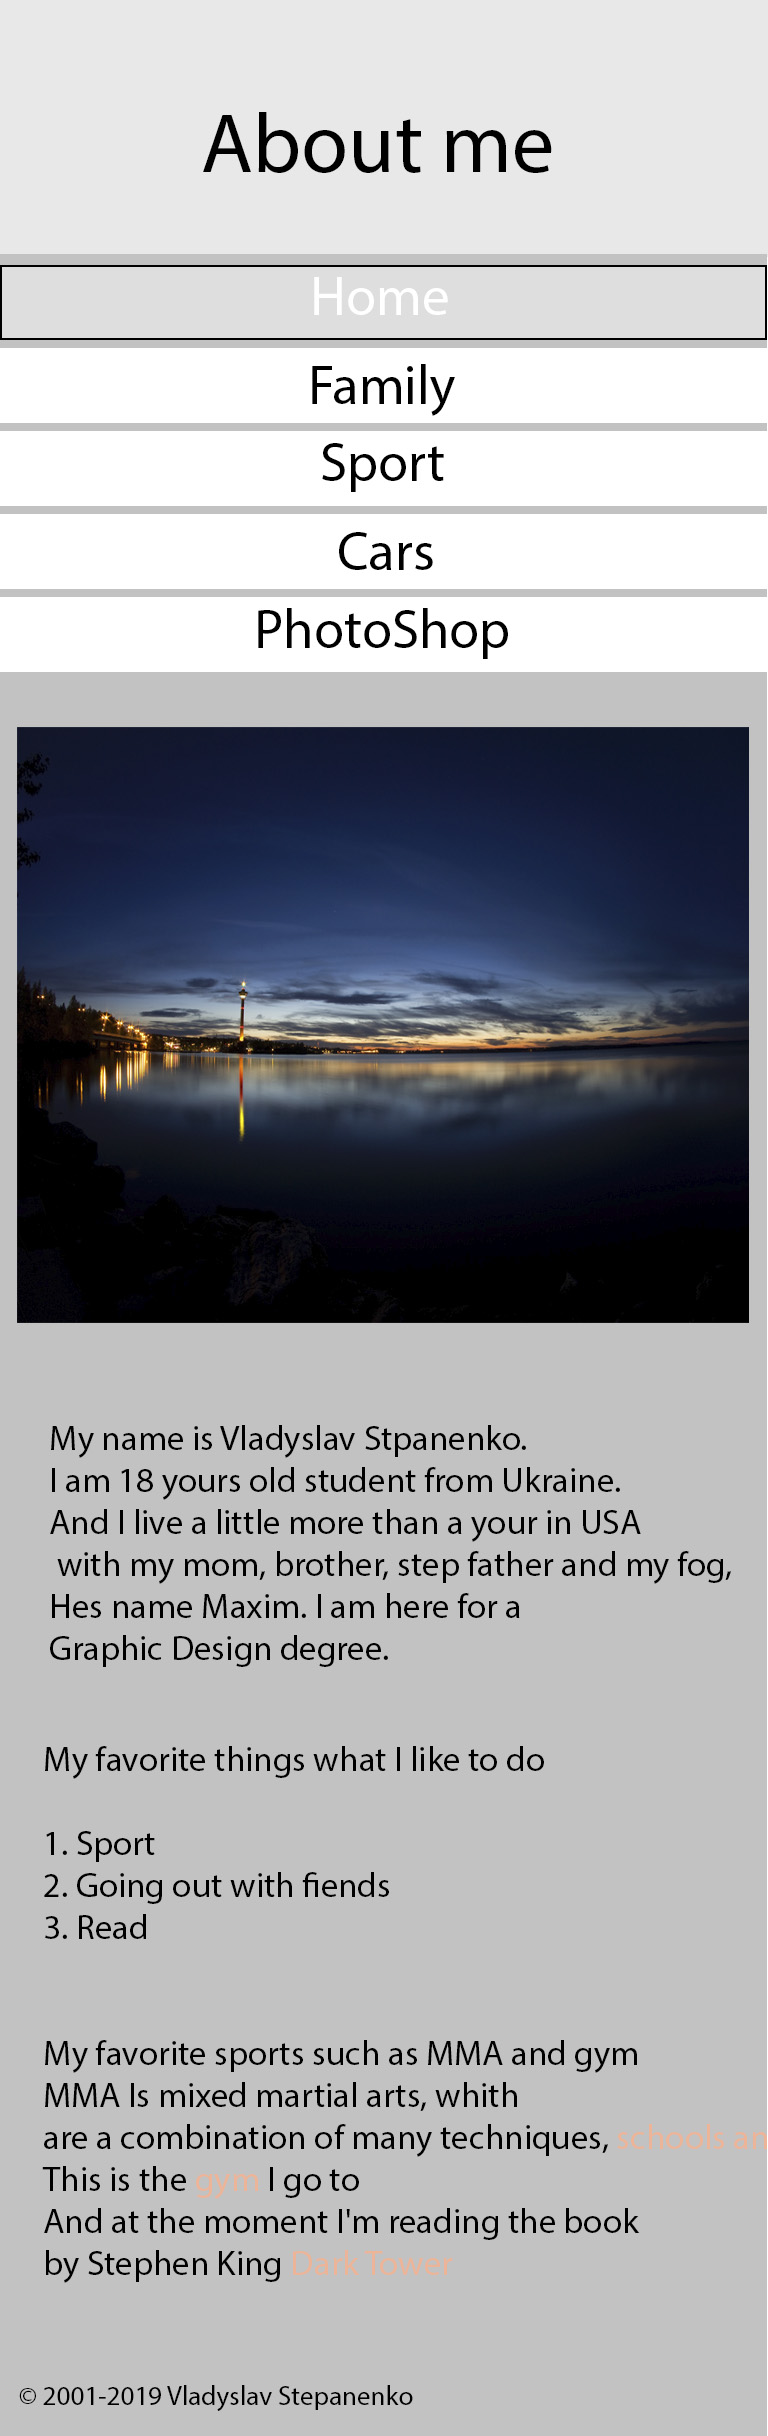 About me
Home
Family
Sport
Cars
PhotoShop
My name is Vladyslav Stpanenko.
I am 18 yours old student from Ukraine.
And I live a little more than a your in USA
with my mom, brother, step father and my fog,
Hes name Maxim. I am here for a
Graphic Design degree.
My favorite things what I like to do
1. Sport
2. Going out with fiends
3. Read
My favorite sports such as MMA and gym
MMA Is mixed martial arts, whith
are a combination of many techniques, schools an
This is the gym I go to
And at the moment I'm reading the book
by Stephen King Dark Tower
© 2001-2019 Vladyslav Stepanenko